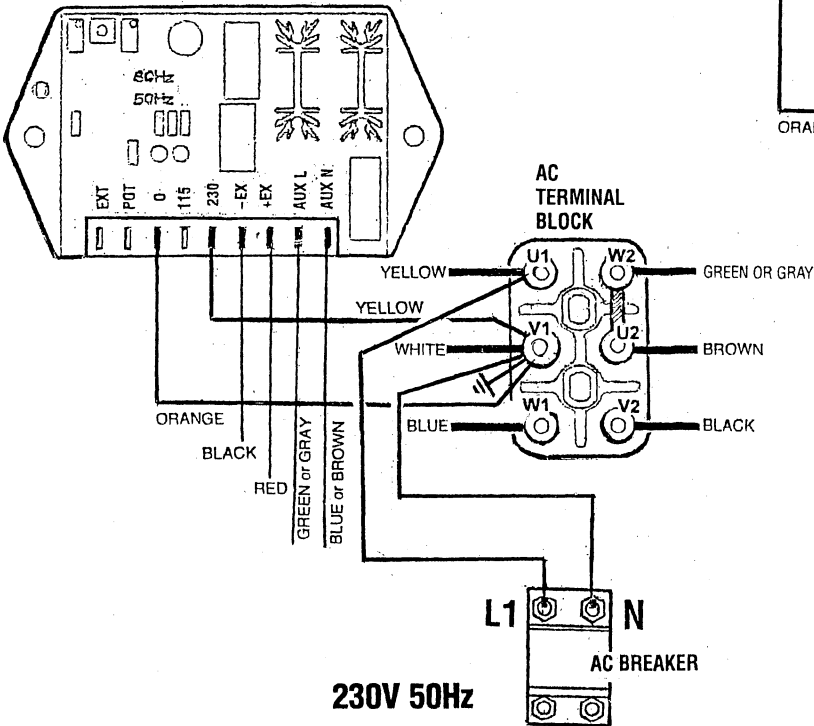 60Hz
50Hz
EXT
POT
0
115
230
-EX
+EX
AUX L
AUX N
ORA
AC
TERMINAL
BLOCK
U1
W2
YELLOW
GREEN OR GRAY
YELLOW
V1
U2
WHITE
BROWN
ORANGE
W1
V2
BLUE
BLACK
BLACK
RED
GREEN or GRAY
BLUE or BROWN
L1
N
AC BREAKER
230V 50Hz